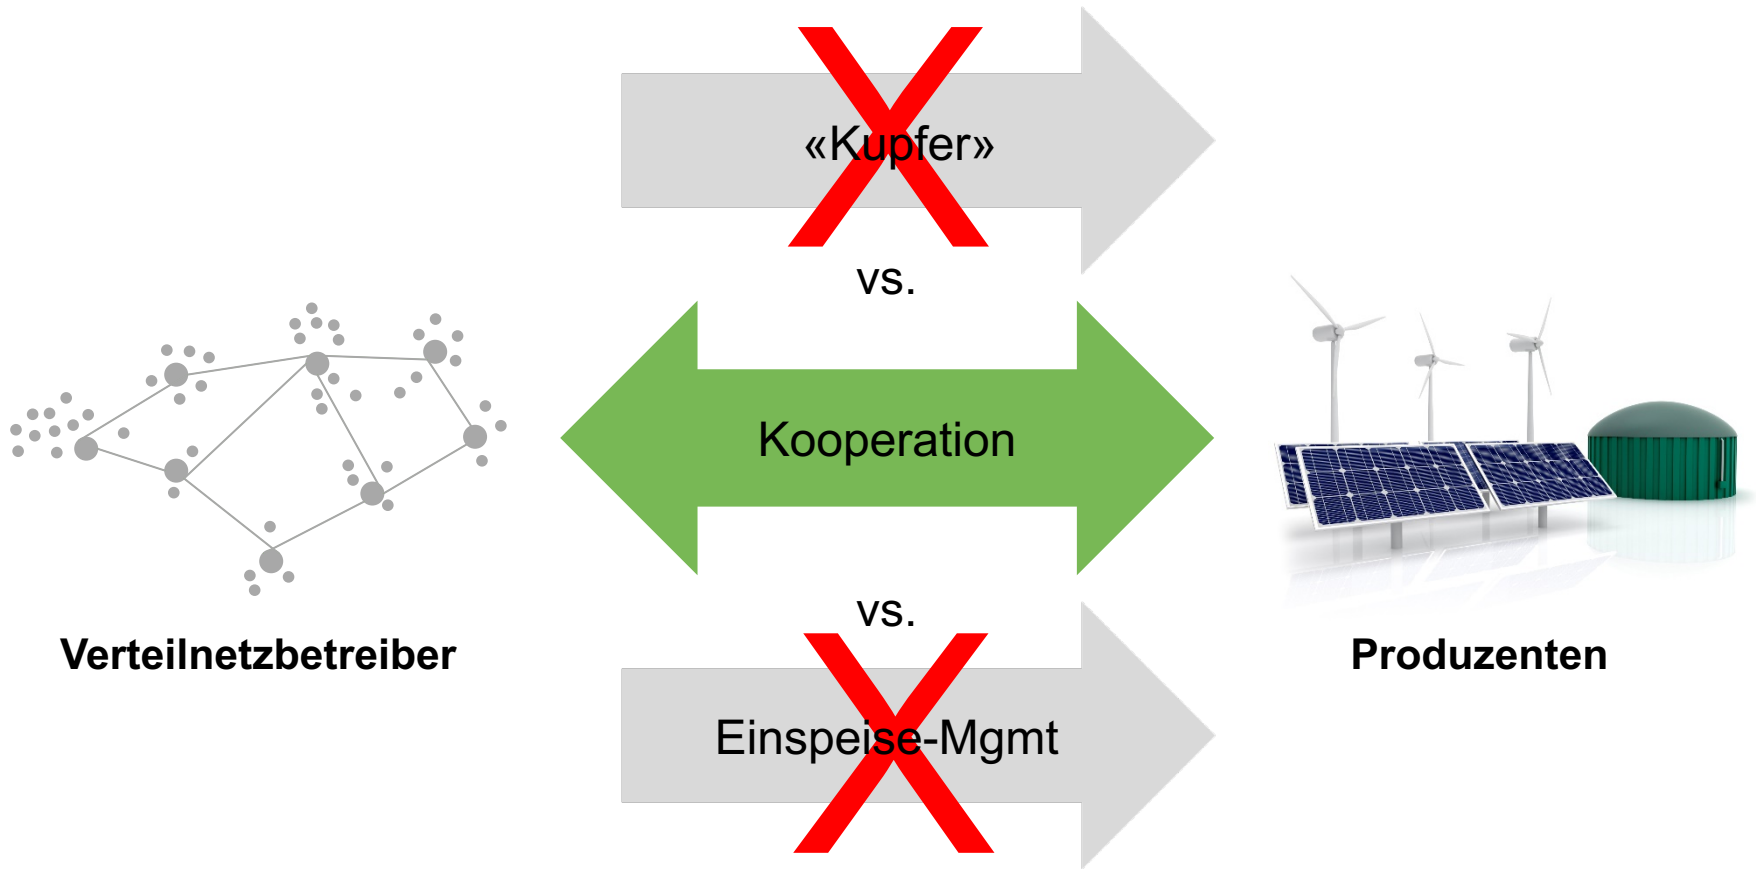 «Kupfer»
vs.
Kooperation
vs.
Verteilnetzbetreiber
Produzenten
Einspeise-Mgmt